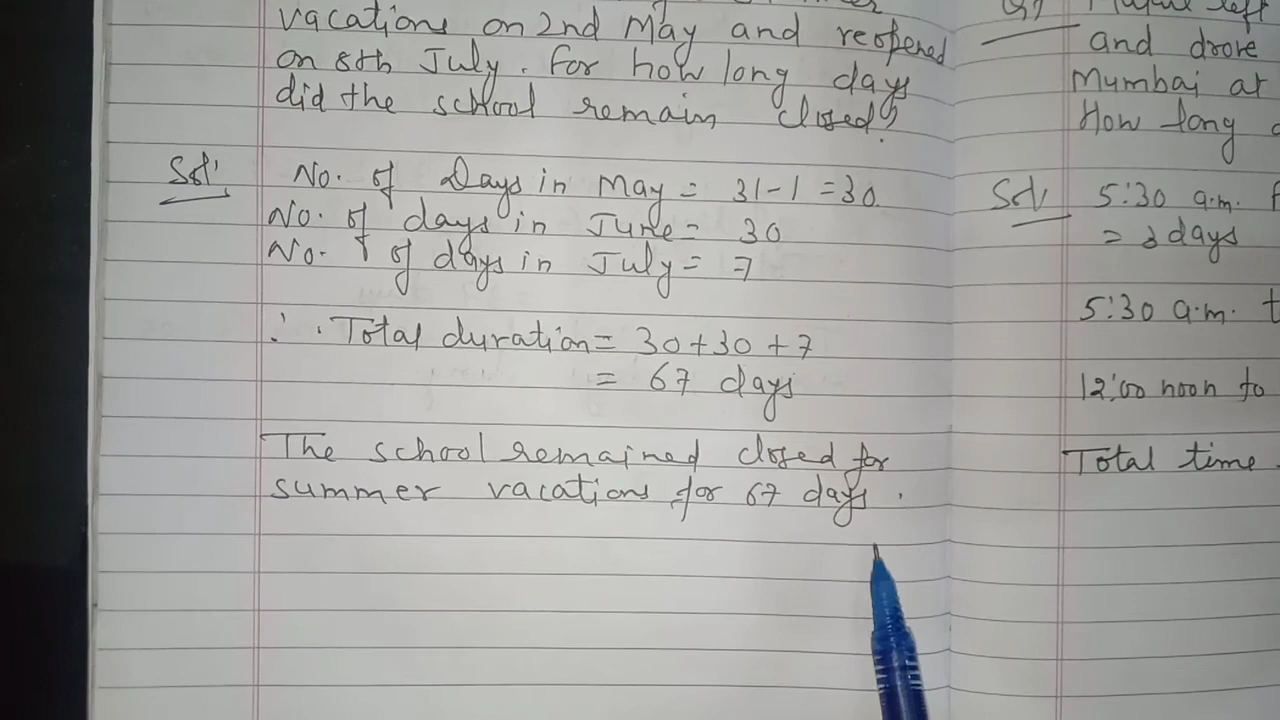 vacations on 2nd May and reopened
on 8th July. For how long days
did the school remain closed?
Sol. No. of Days in May = 31-1 = 30
No. of days in June = 30
No. of days in July = 7
∴ Total duration = 30+30+7
= 67 days
The school remained closed for
summer vacations for 67 days.
left
and drove
Mumbai at
How long
Sol. 5:30 a.m.
= 2 days
5:30 a.m. t
12:00 noon to
Total time